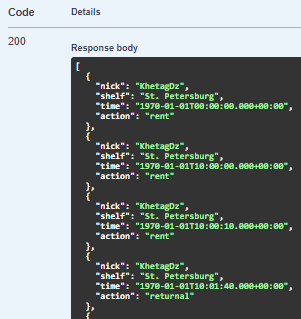 Code Details
200
Response body
[
{
"nick": "KhetagDz",
"shelf": "St. Petersburg",
"time": "1970-01-01T00:00:00.000+00:00",
"action": "rent"
},
{
"nick": "KhetagDz",
"shelf": "St. Petersburg",
"time": "1970-01-01T10:00:00.000+00:00",
"action": "rent"
},
{
"nick": "KhetagDz",
"shelf": "St. Petersburg",
"time": "1970-01-01T10:00:10.000+00:00",
"action": "rent"
},
{
"nick": "KhetagDz",
"shelf": "St. Petersburg",
"time": "1970-01-01T10:01:40.000+00:00",
"action": "returnal"
},
{